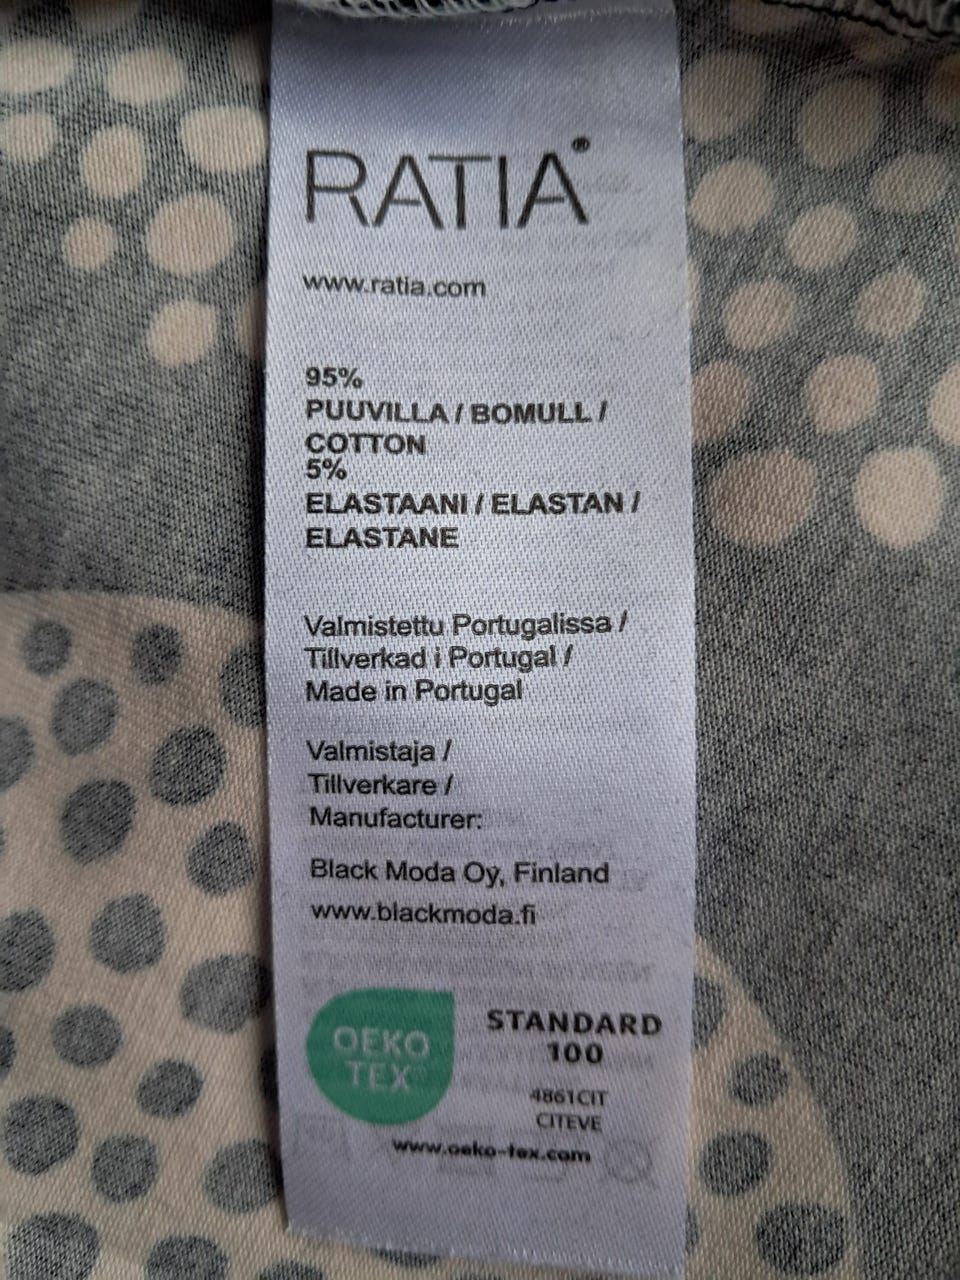 RATIA®
www.ratia.com
95%
PUUVILLA / BOMULL /
COTTON
5%
ELASTAANI / ELASTAN /
ELASTANE
Valmistettu Portugalissa /
Tillverkad i Portugal /
Made in Portugal
Valmistaja /
Tillverkare /
Manufacturer:
Black Moda Oy, Finland
www.blackmoda.fi
OEKO
TEX®
STANDARD
100
4861CIT
CITEVE
www.oeko-tex.com